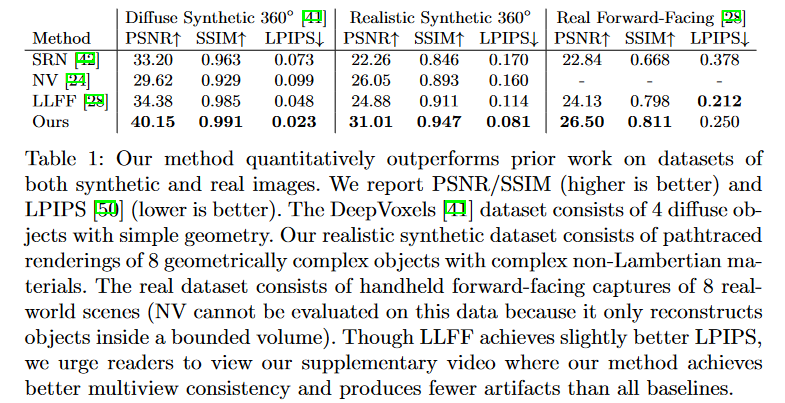 Diffuse Synthetic 360° [41] Realistic Synthetic 360° Real Forward-Facing [28]
Method PSNR↑ SSIM↑ LPIPS↓ PSNR↑ SSIM↑ LPIPS↓ PSNR↑ SSIM↑ LPIPS↓
SRN [42] 33.20 0.963 0.073 22.26 0.846 0.170 22.84 0.668 0.378
NV [24] 29.62 0.929 0.099 26.05 0.893 0.160 - - -
LLFF [28] 34.38 0.985 0.048 24.88 0.911 0.114 24.13 0.798 0.212
Ours 40.15 0.991 0.023 31.01 0.947 0.081 26.50 0.811 0.250
Table 1: Our method quantitatively outperforms prior work on datasets of
both synthetic and real images. We report PSNR/SSIM (higher is better) and
LPIPS [50] (lower is better). The DeepVoxels [41] dataset consists of 4 diffuse ob-
jects with simple geometry. Our realistic synthetic dataset consists of pathtraced
renderings of 8 geometrically complex objects with complex non-Lambertian ma-
terials. The real dataset consists of handheld forward-facing captures of 8 real-
world scenes (NV cannot be evaluated on this data because it only reconstructs
objects inside a bounded volume). Though LLFF achieves slightly better LPIPS,
we urge readers to view our supplementary video where our method achieves
better multiview consistency and produces fewer artifacts than all baselines.